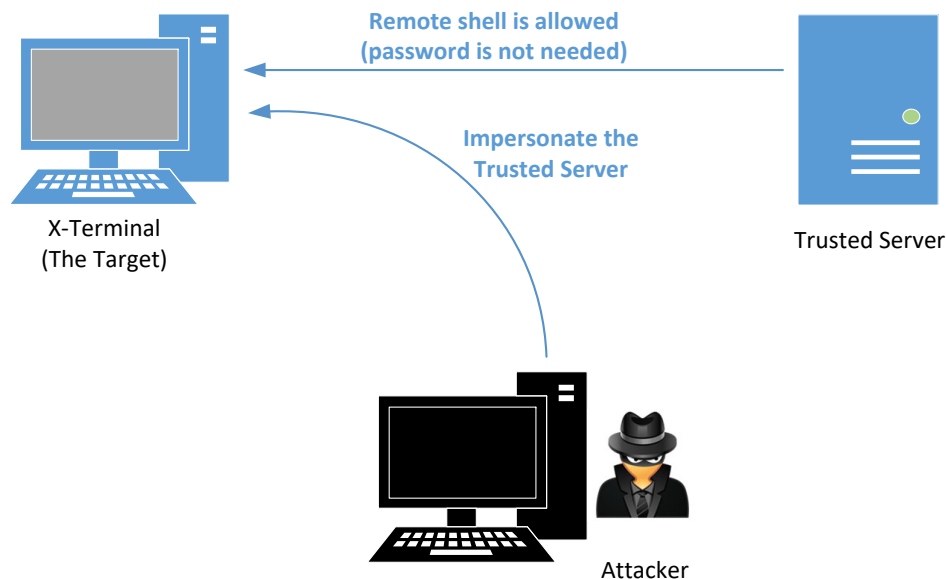 Remote shell is allowed
(password is not needed)
Impersonate the
Trusted Server
X-Terminal
(The Target)
Trusted Server
Attacker